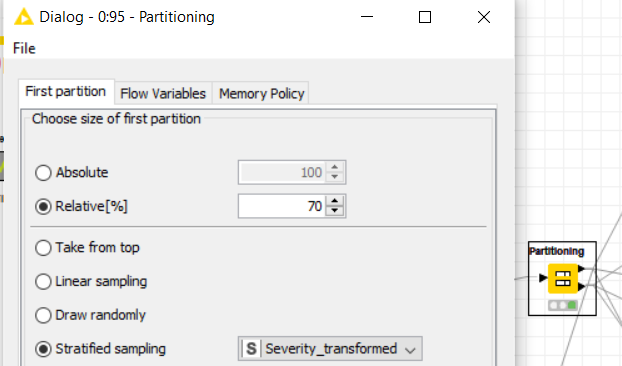 Dialog - 0:95 - Partitioning
File
First partition Flow Variables Memory Policy
Choose size of first partition
Absolute 100
Relative[%] 70
Take from top
Linear sampling
Draw randomly
Stratified sampling S Severity_transformed
Partitioning